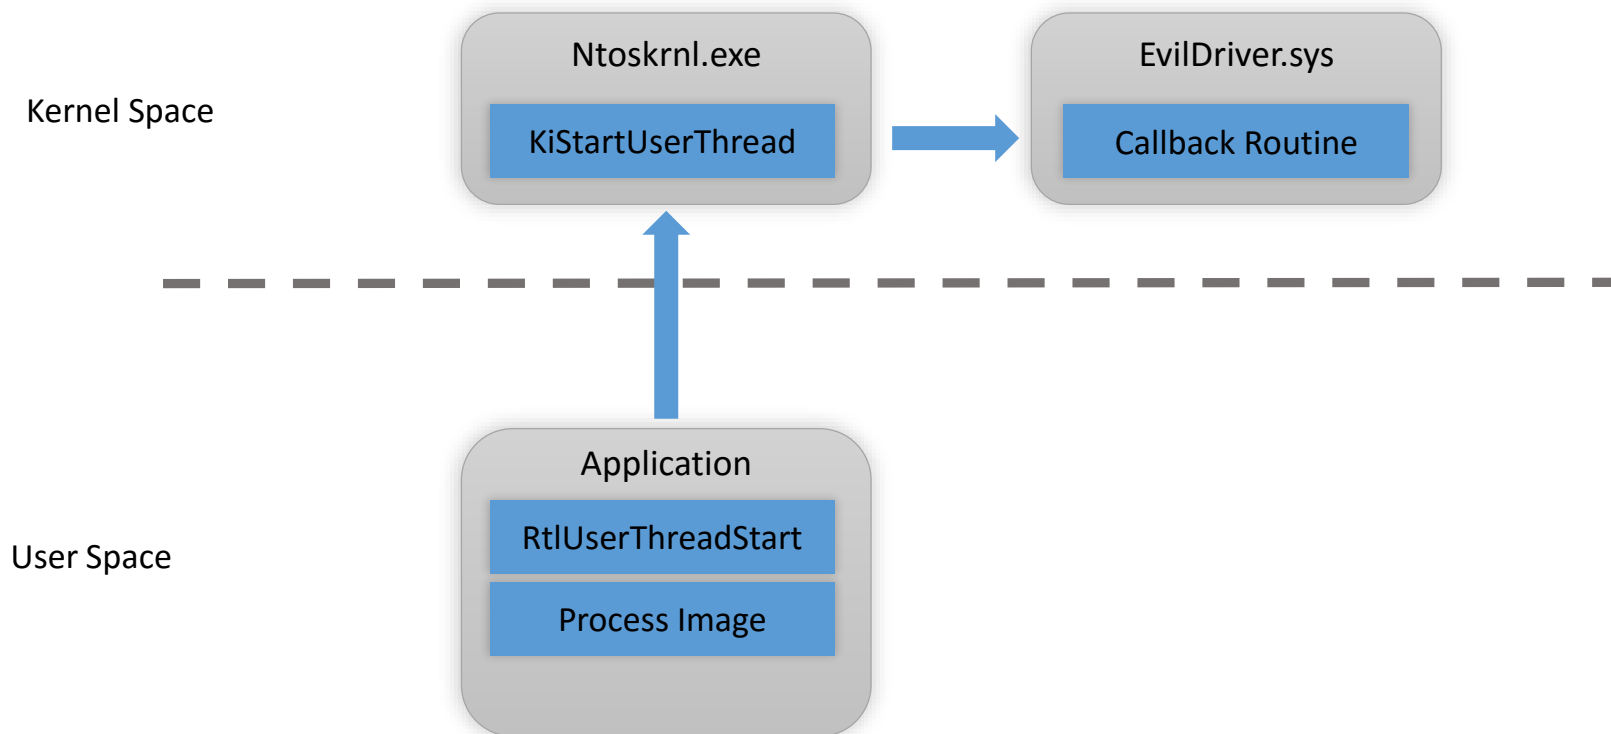 Kernel Space
Ntoskrnl.exe
KiStartUserThread
EvilDriver.sys
Callback Routine
User Space
Application
RtlUserThreadStart
Process Image